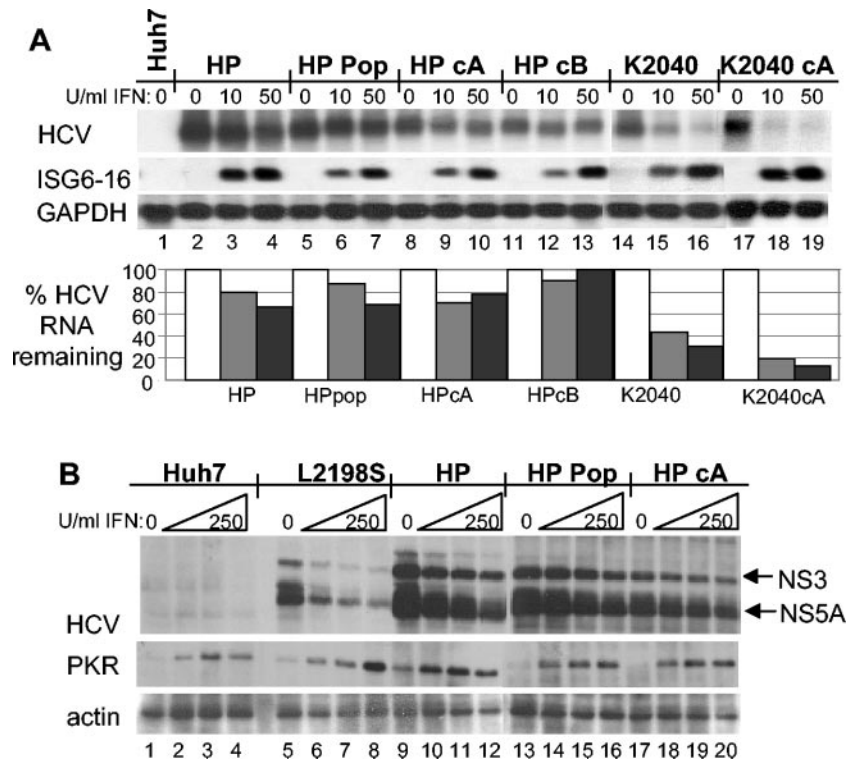 A
Huh7 HP HP Pop HP cA HP cB K2040 K2040 cA
U/ml IFN: 0 0 10 50 0 10 50 0 10 50 0 10 50 0 10 50 0 10 50
HCV
ISG6-16
GAPDH
1 2 3 4 5 6 7 8 9 10 11 12 13 14 15 16 17 18 19
% HCV RNA remaining
100
80
60
40
20
0
HP HPpop HPcA HPcB K2040 K2040cA
B
Huh7 L2198S HP HP Pop HP cA
U/ml IFN: 0 250 0 250 0 250 0 250 0 250
NS3
NS5A
HCV
PKR
actin
1 2 3 4 5 6 7 8 9 10 11 12 13 14 15 16 17 18 19 20